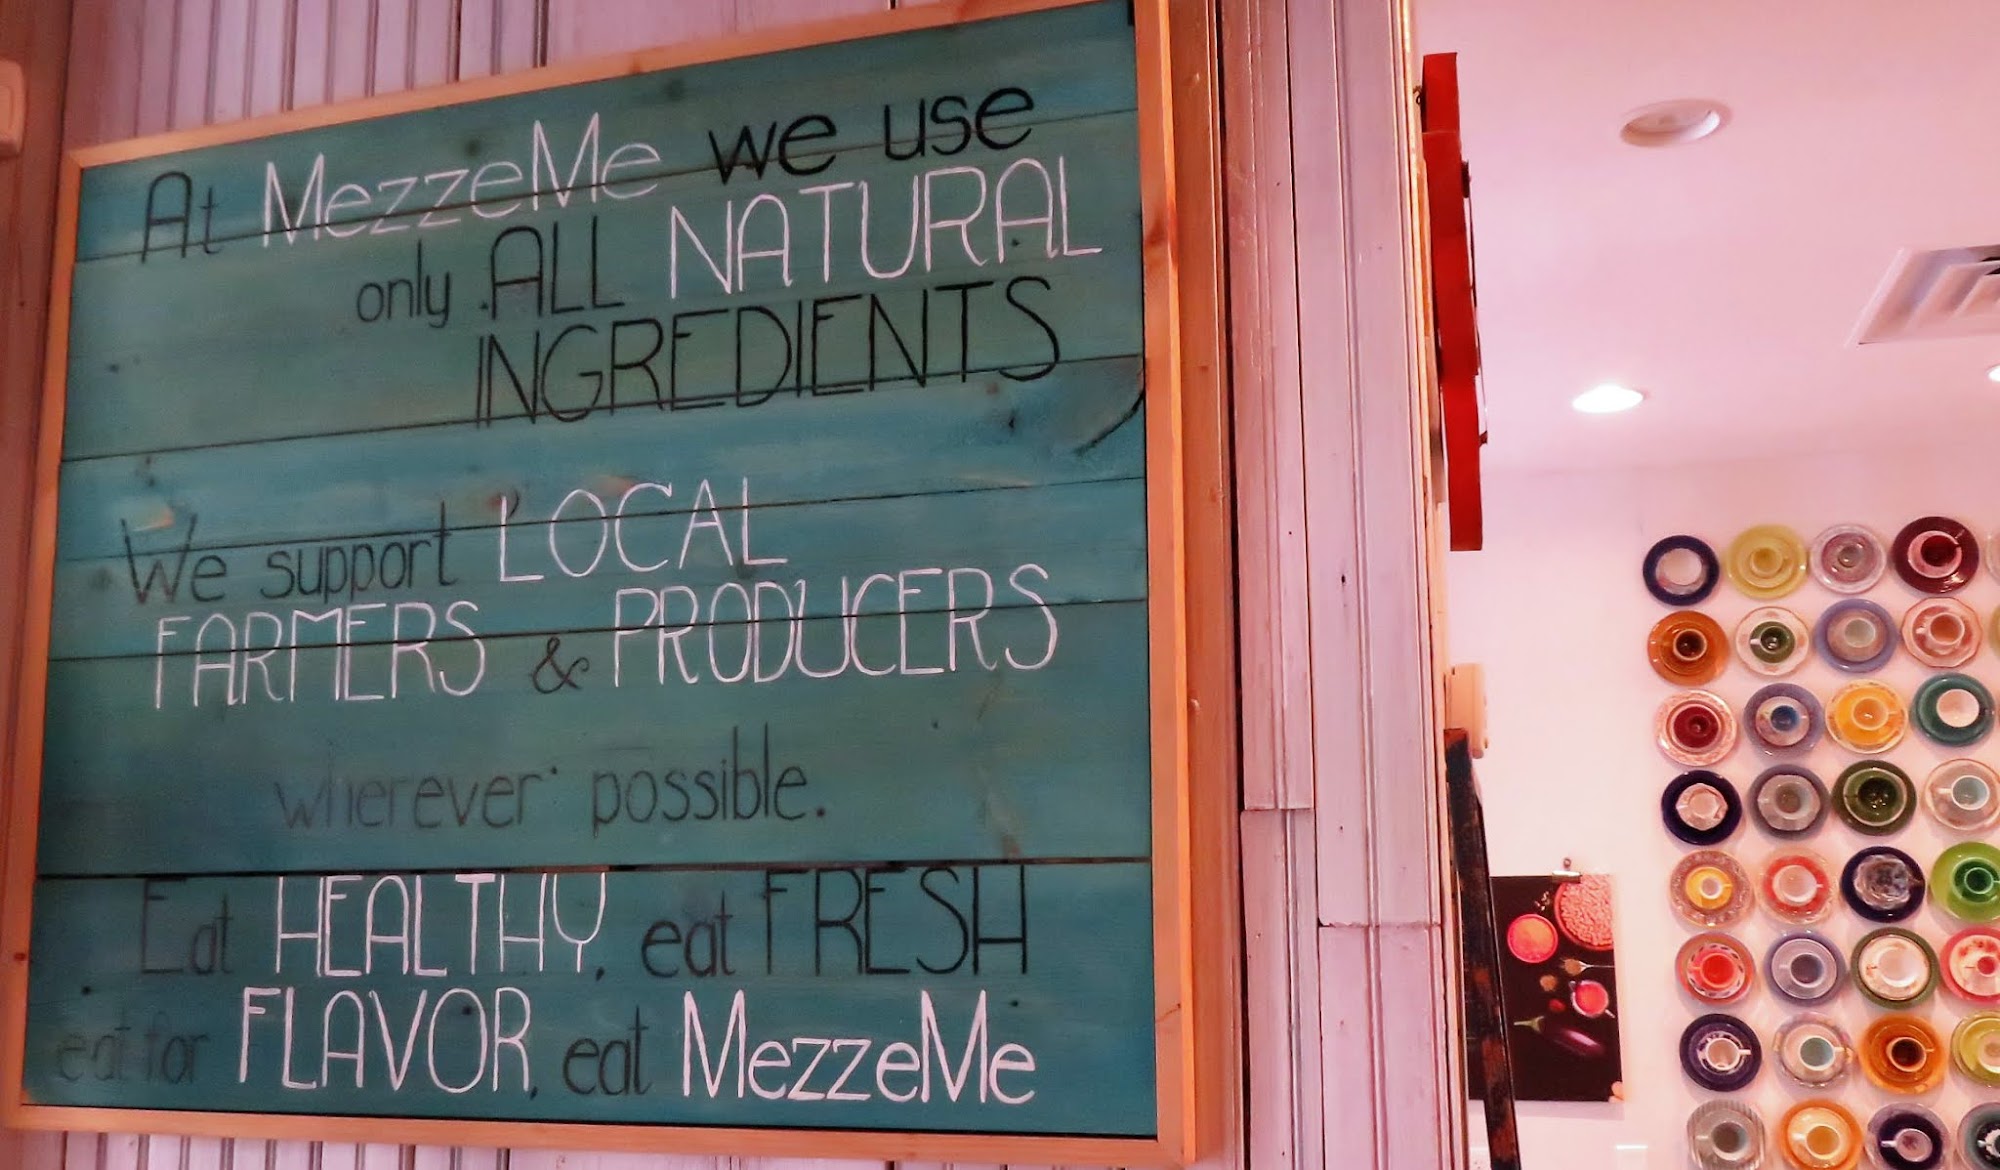 At MezzeMe we use
only ALL NATURAL
INGREDIENTS
We support LOCAL
FARMERS & PRODUCERS
wherever possible.
Eat HEALTHY, eat FRESH
eat for FLAVOR, eat MezzeMe